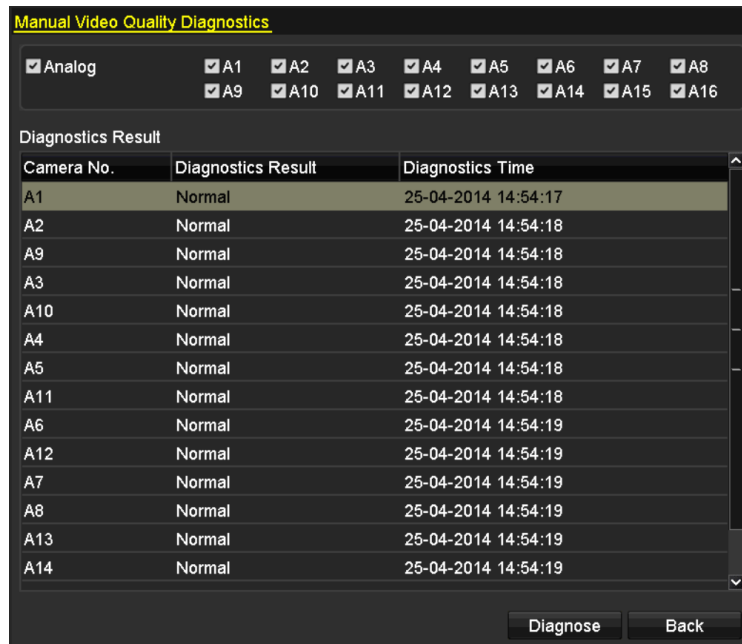 Manual Video Quality Diagnostics
Analog A1 A2 A3 A4 A5 A6 A7 A8
A9 A10 A11 A12 A13 A14 A15 A16
Diagnostics Result
Camera No. Diagnostics Result Diagnostics Time
A1 Normal 25-04-2014 14:54:17
A2 Normal 25-04-2014 14:54:18
A9 Normal 25-04-2014 14:54:18
A3 Normal 25-04-2014 14:54:18
A10 Normal 25-04-2014 14:54:18
A4 Normal 25-04-2014 14:54:18
A5 Normal 25-04-2014 14:54:18
A11 Normal 25-04-2014 14:54:18
A6 Normal 25-04-2014 14:54:19
A12 Normal 25-04-2014 14:54:19
A7 Normal 25-04-2014 14:54:19
A8 Normal 25-04-2014 14:54:19
A13 Normal 25-04-2014 14:54:19
A14 Normal 25-04-2014 14:54:19
Diagnose Back